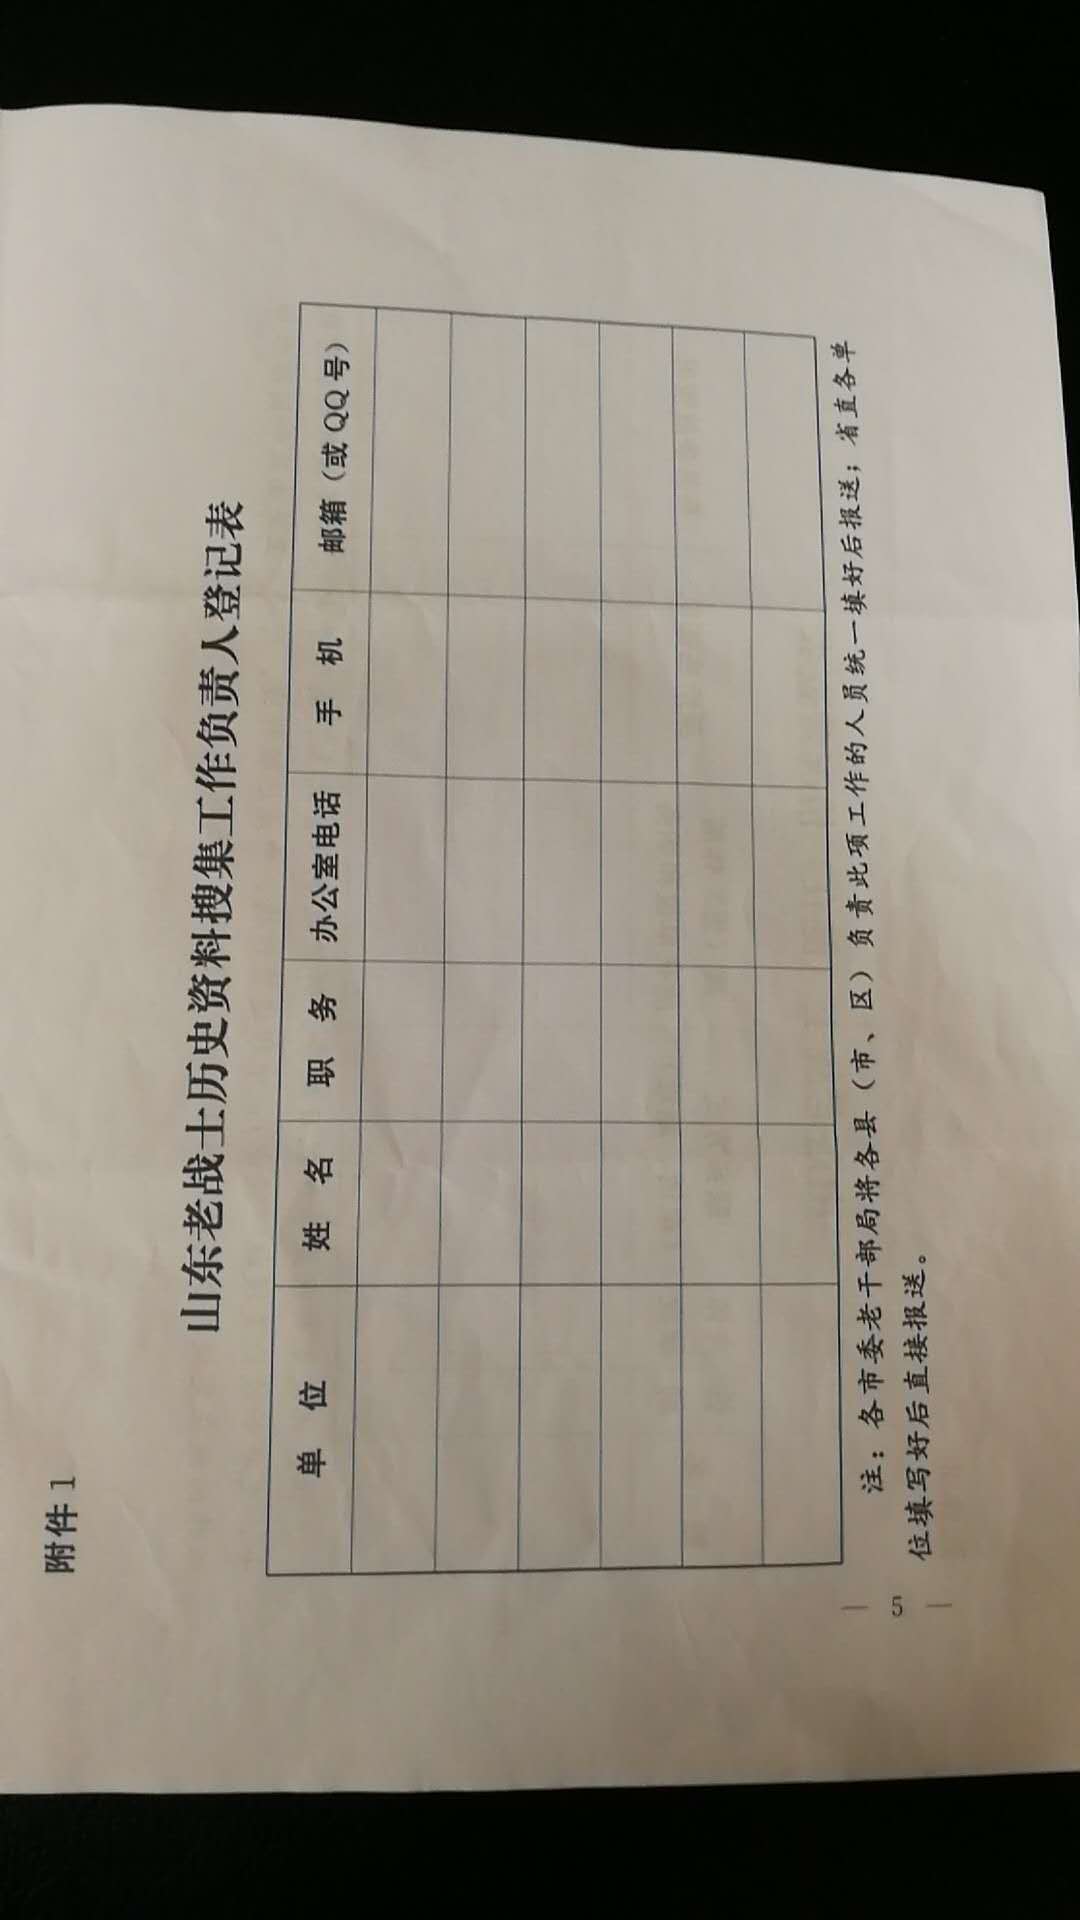 附件1
山东老战士历史资料搜集工作负责人登记表
单 位 姓 名 职 务 办公室电话 手 机 邮箱（或QQ号）
注：各市委老干部局将各县（市、区）负责此项工作的人员统一填好后报送；省直各单
位填写好后直接报送。
— 5 —